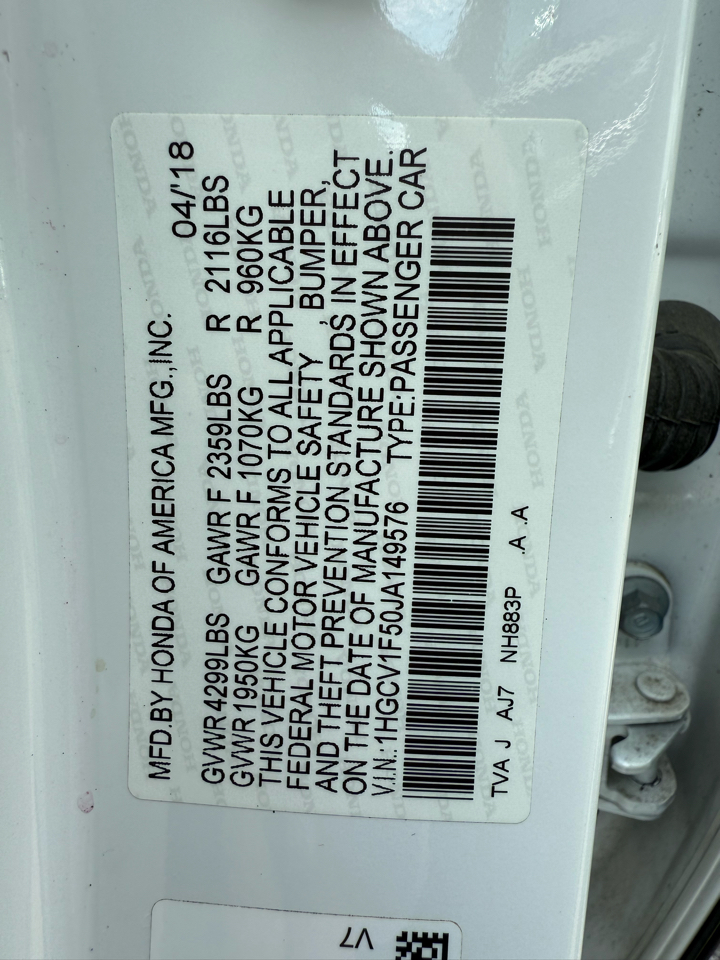 MFD.BY HONDA OF AMERICA MFG.,INC. 04/'18
GVWR 4299LBS GAWR F 2359LBS R 2116LBS
GVWR 1950KG GAWR F 1070KG R 960KG
THIS VEHICLE CONFORMS TO ALL APPLICABLE
FEDERAL MOTOR VEHICLE SAFETY , BUMPER,
AND THEFT PREVENTION STANDARDS IN EFFECT
ON THE DATE OF MANUFACTURE SHOWN ABOVE.
V.I.N.:1HGCV1F50JA149576 TYPE:PASSENGER CAR
TVA J AJ7 NH883P .A .A
V7